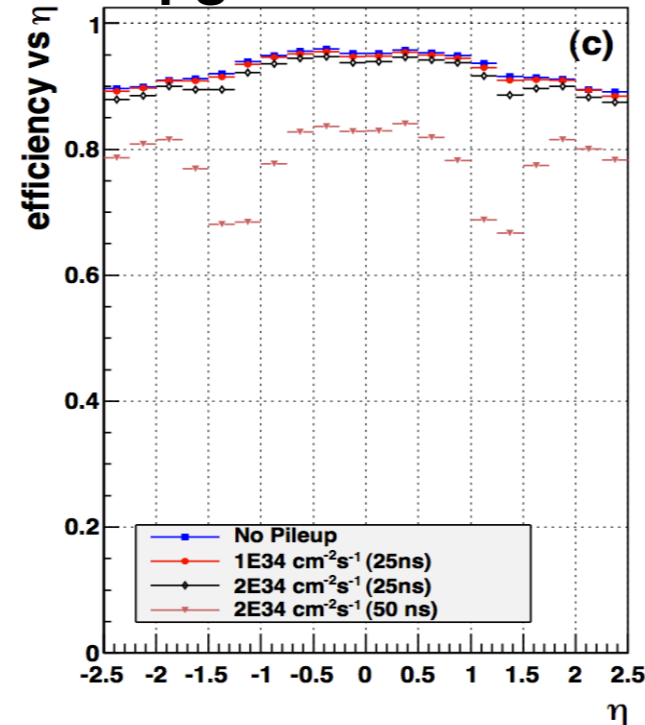 efficiency vs η
(c)
1
0.8
0.6
0.4
0.2
0
No Pileup
1E34 cm⁻²s⁻¹ (25ns)
2E34 cm⁻²s⁻¹ (25ns)
2E34 cm⁻²s⁻¹ (50 ns)
-2.5 -2 -1.5 -1 -0.5 0 0.5 1 1.5 2 2.5
η